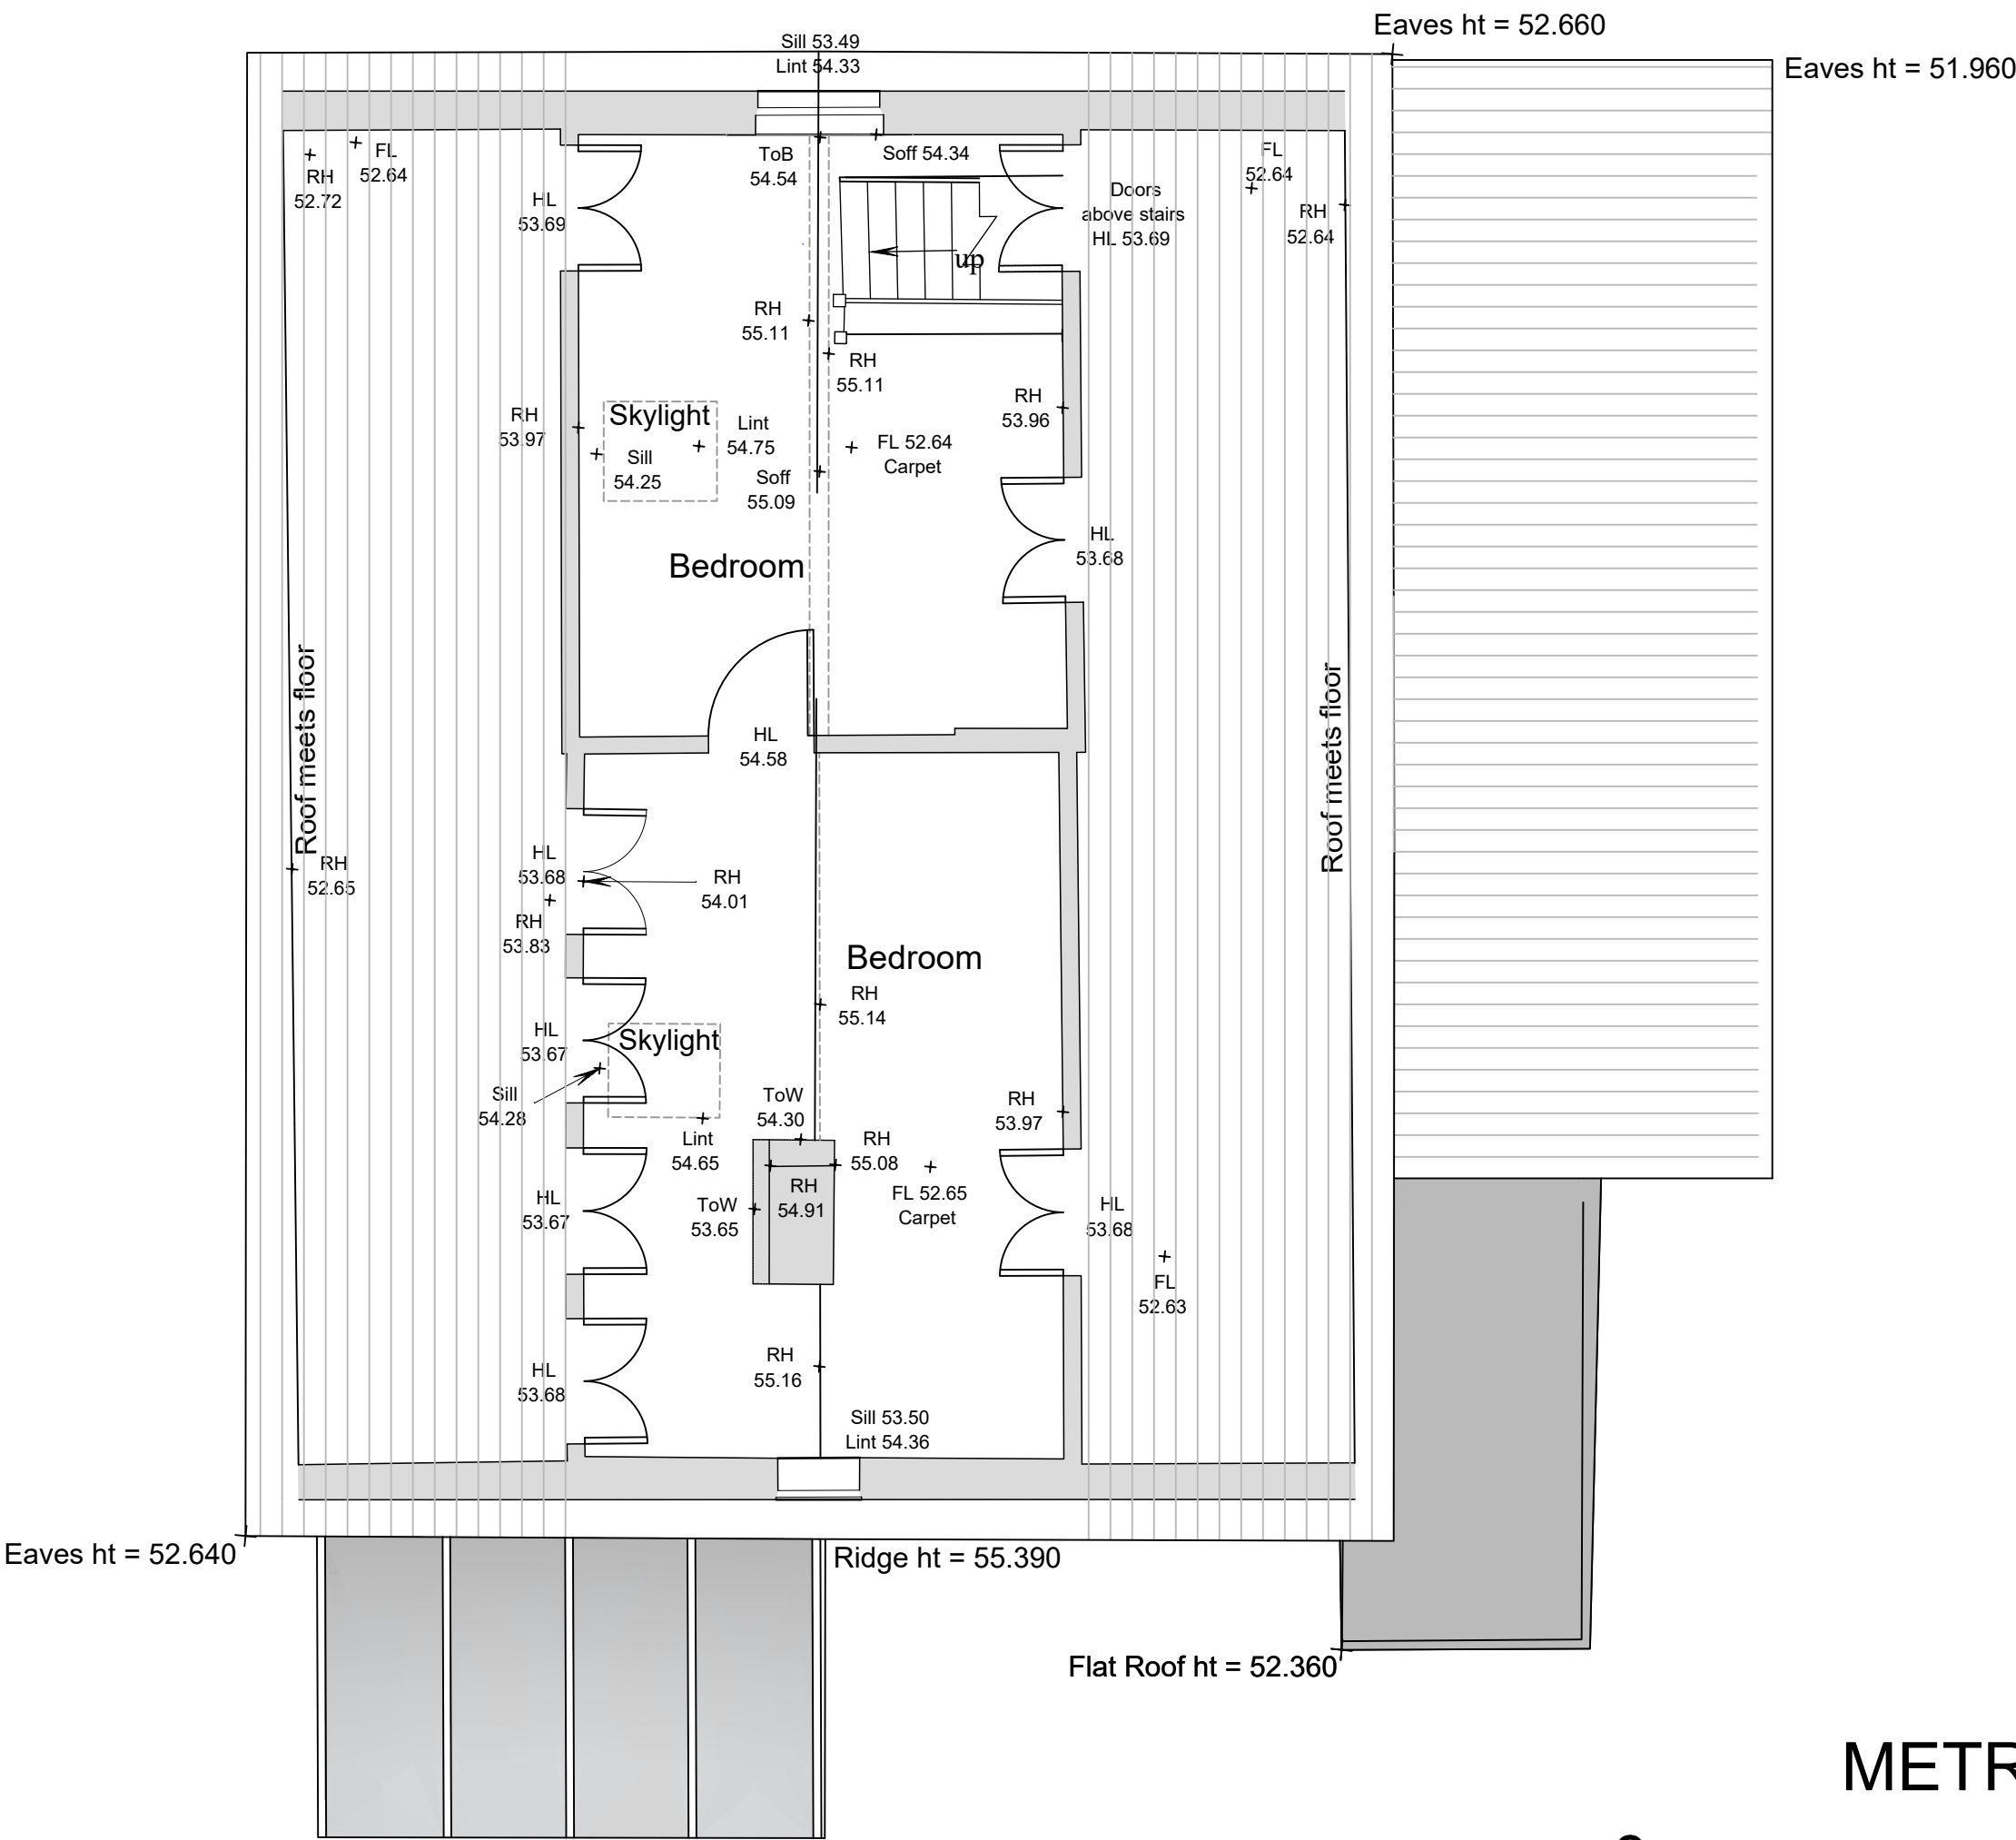 Eaves ht = 52.660
Sill 53.49
Lint 54.33
Eaves ht = 51.960
FL
52.64
RH
52.72
HL
53.69
ToB
54.54
Soff 54.34
Doors
above stairs
HL 53.69
FL
52.64
RH
52.64
up
RH
55.11
RH
55.11
RH
53.97
Skylight
Sill
54.25
Lint
54.75
Soff
55.09
FL 52.64
Carpet
RH
53.96
HL
53.68
Bedroom
Roof meets floor
Roof meets floor
HL
54.58
RH
52.65
HL
53.68
RH
54.01
RH
53.83
Bedroom
RH
55.14
HL
53.67
Skylight
Sill
54.28
ToW
54.30
RH
53.97
Lint
54.65
RH
55.08
RH
54.91
FL 52.65
Carpet
HL
53.67
ToW
53.65
HL
53.68
FL
52.63
HL
53.68
RH
55.16
Sill 53.50
Lint 54.36
Eaves ht = 52.640
Ridge ht = 55.390
Flat Roof ht = 52.360
METR